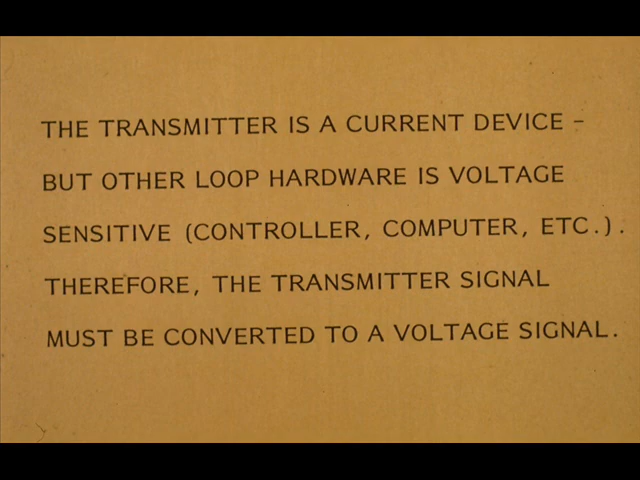 THE TRANSMITTER IS A CURRENT DEVICE -
BUT OTHER LOOP HARDWARE IS VOLTAGE
SENSITIVE (CONTROLLER, COMPUTER, ETC.).
THEREFORE, THE TRANSMITTER SIGNAL
MUST BE CONVERTED TO A VOLTAGE SIGNAL.